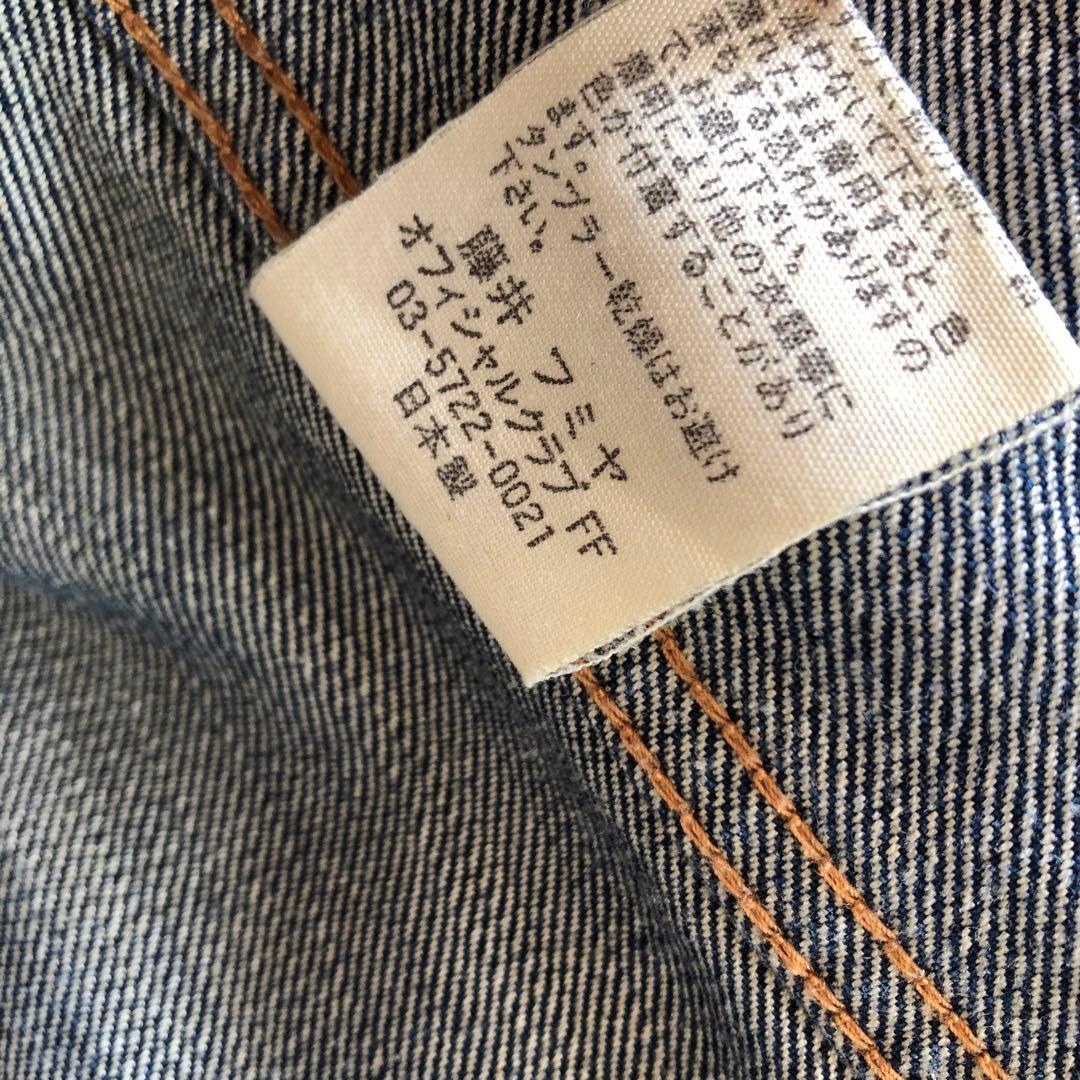 わないで下さい。
濡れたまま着用すると、色
落ちする恐れがありますの
で、お避け下さい。
着用により他の衣類等に
色が付着することがあり
ます。
タンブラー乾燥はお避け
下さい。
藤井 フミヤ
オフィシャルクラブ FF
03-5722-0021
日本製